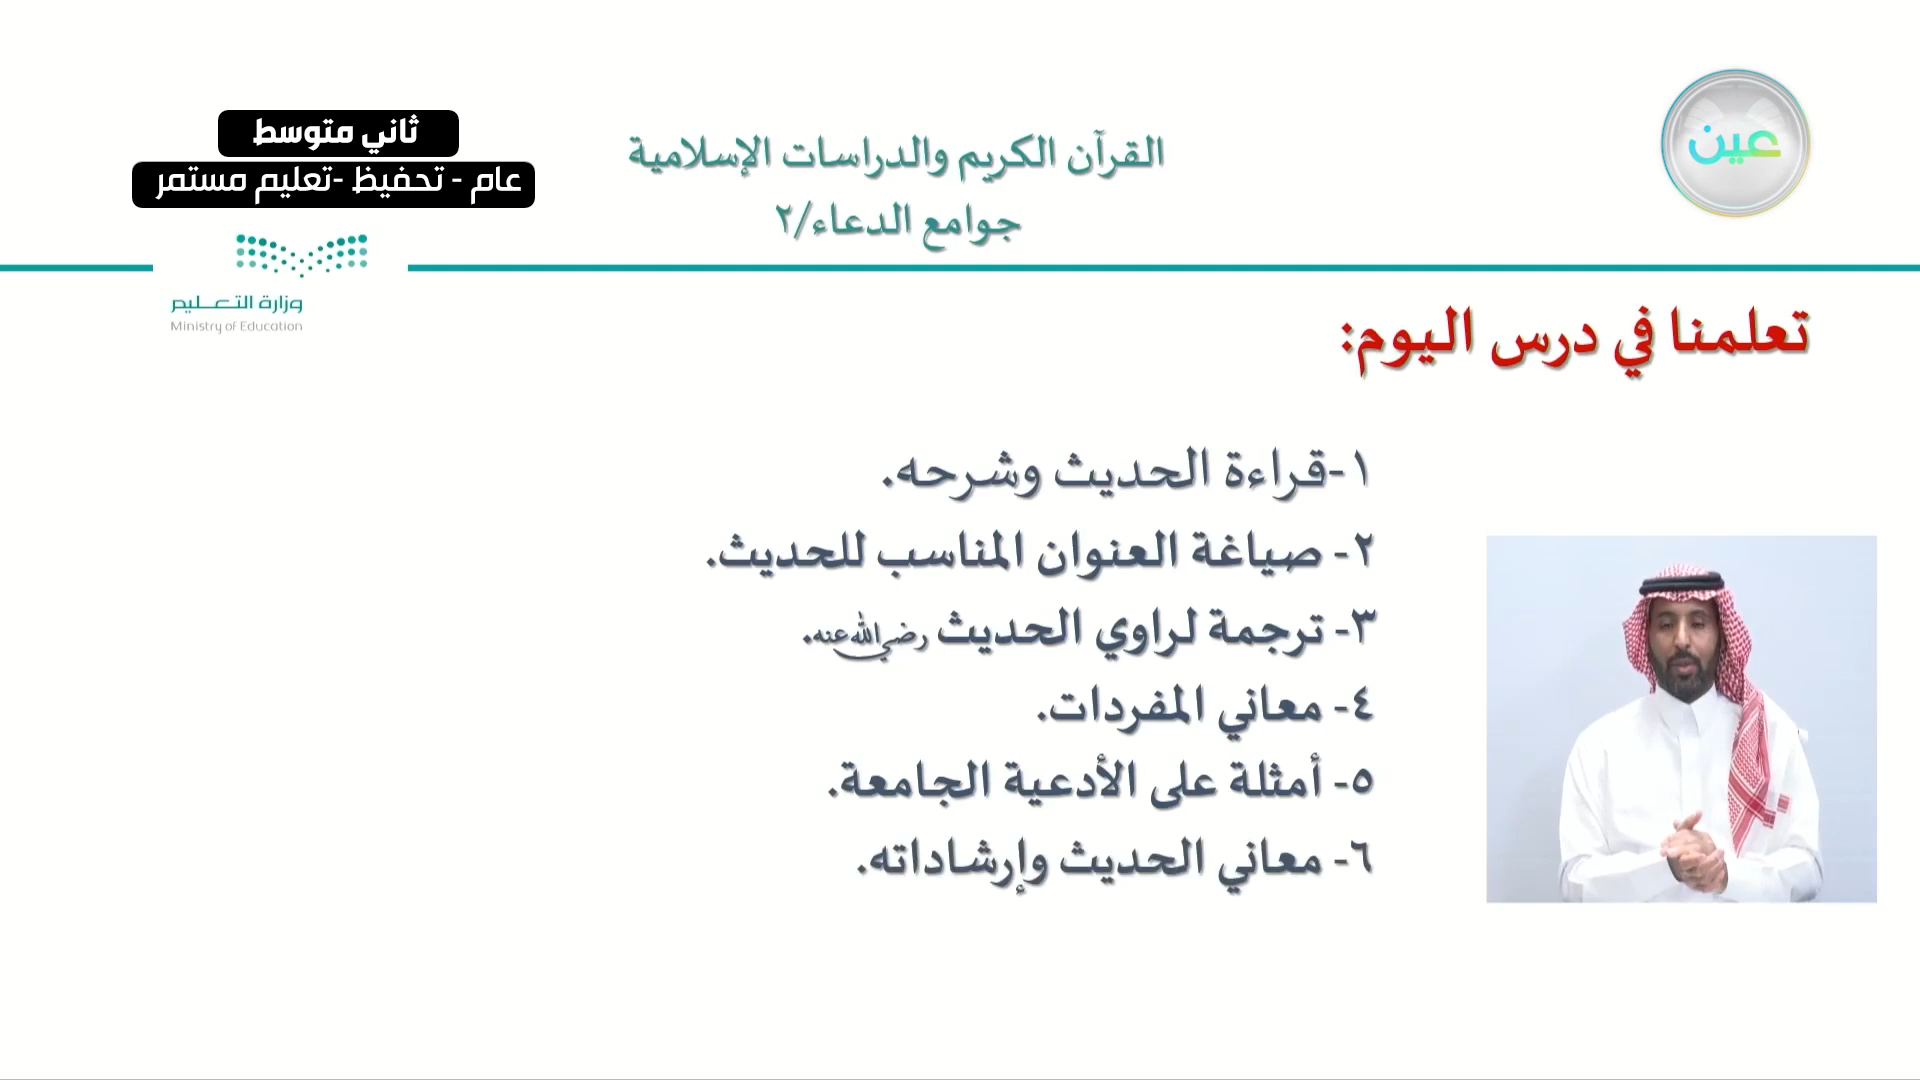 عين
القرآن الكريم والدراسات الإسلامية
جوامع الدعاء/٢
ثاني متوسط
عام - تحفيظ -تعليم مستمر
وزارة التعـــليم
Ministry of Education
تعلمنا في درس اليوم:
١-قراءة الحديث وشرحه.
٢- صياغة العنوان المناسب للحديث.
٣- ترجمة لراوي الحديث رضي الله عنه.
٤- معاني المفردات.
٥- أمثلة على الأدعية الجامعة.
٦- معاني الحديث وإرشاداته.